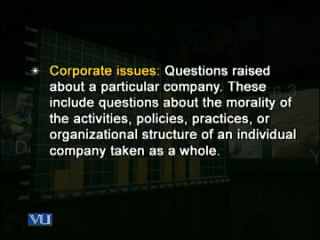 ✶ Corporate issues: Questions raised
about a particular company. These
include questions about the morality of
the activities, policies, practices, or
organizational structure of an individual
company taken as a whole.
VU